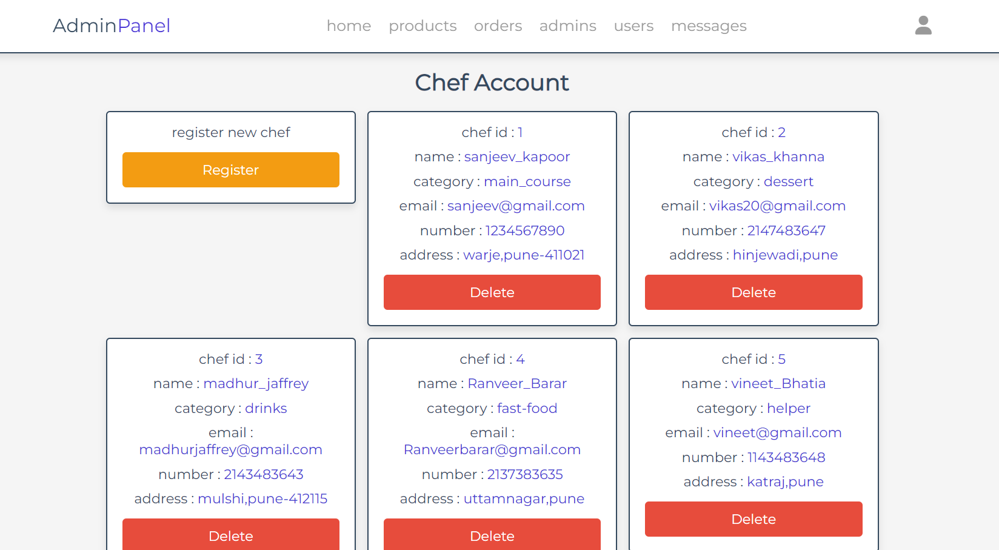 AdminPanel
home products orders admins users messages
Chef Account
register new chef
Register
chef id : 1
name : sanjeev_kapoor
category : main_course
email : sanjeev@gmail.com
number : 1234567890
address : warje,pune-411021
Delete
chef id : 2
name : vikas_khanna
category : dessert
email : vikas20@gmail.com
number : 2147483647
address : hinjewadi,pune
Delete
chef id : 3
name : madhur_jaffrey
category : drinks
email :
madhurjaffrey@gmail.com
number : 2143483643
address : mulshi,pune-412115
Delete
chef id : 4
name : Ranveer_Barar
category : fast-food
email :
Ranveerbarar@gmail.com
number : 2137383635
address : uttamnagar,pune
Delete
chef id : 5
name : vineet_Bhatia
category : helper
email : vineet@gmail.com
number : 1143483648
address : katraj,pune
Delete